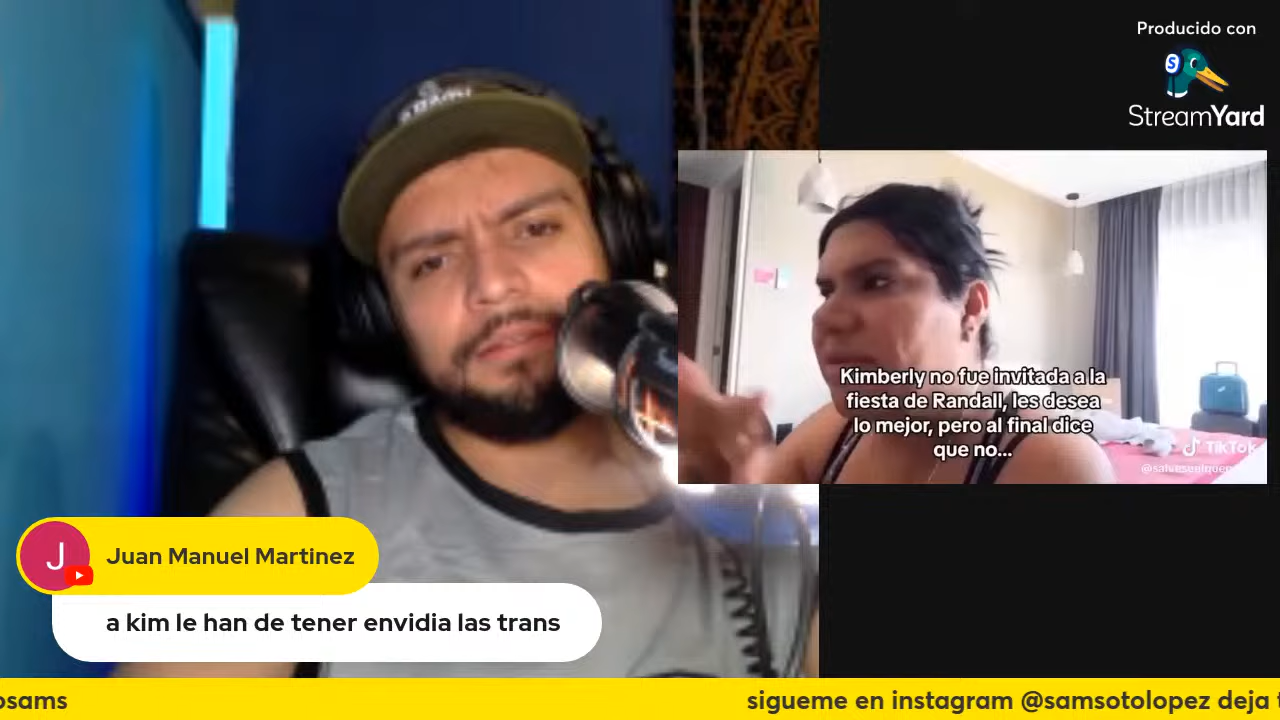 Producido con
StreamYard
Kimberly no fue invitada a la
fiesta de Randall, les desea
lo mejor, pero al final dice
que no...
TikTok
J
Juan Manuel Martinez
a kim le han de tener envidia las trans
osams
sigueme en instagram @samsotolopez deja t